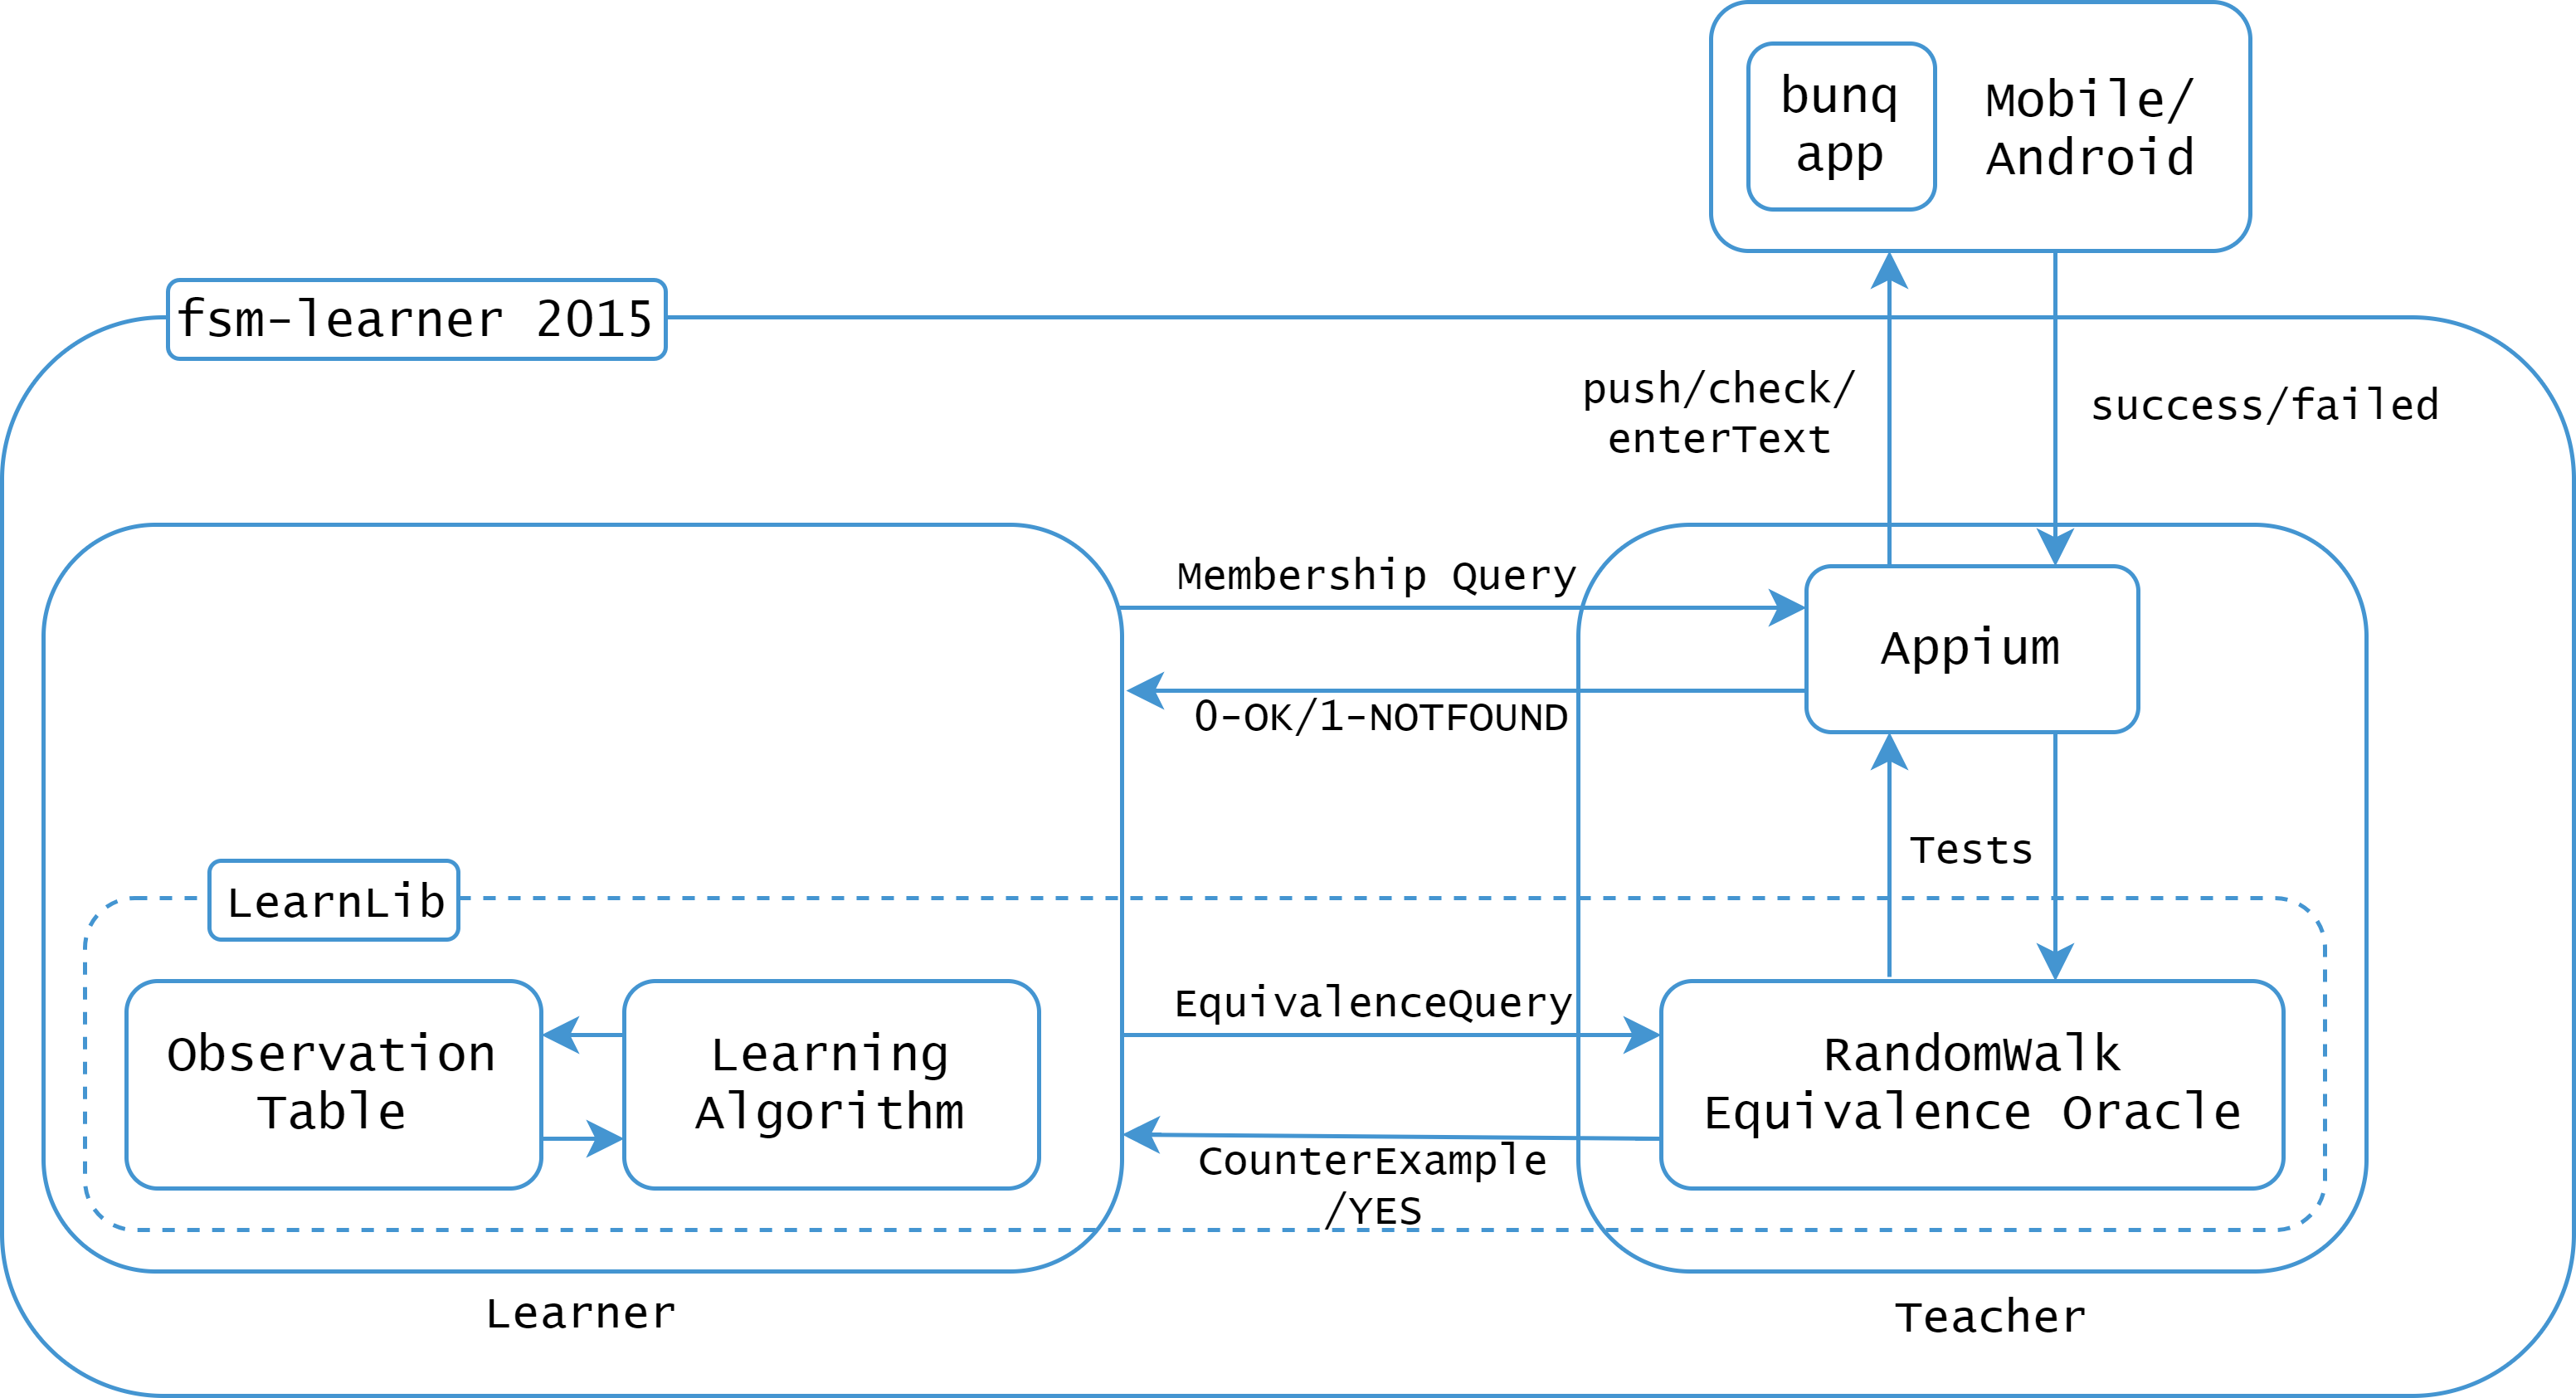 bunq
app
Mobile/
Android
fsm-learner 2015
push/check/
enterText
success/failed
Membership Query
Appium
0-OK/1-NOTFOUND
Tests
LearnLib
EquivalenceQuery
Observation
Table
Learning
Algorithm
RandomWalk
Equivalence Oracle
CounterExample
/YES
Learner
Teacher